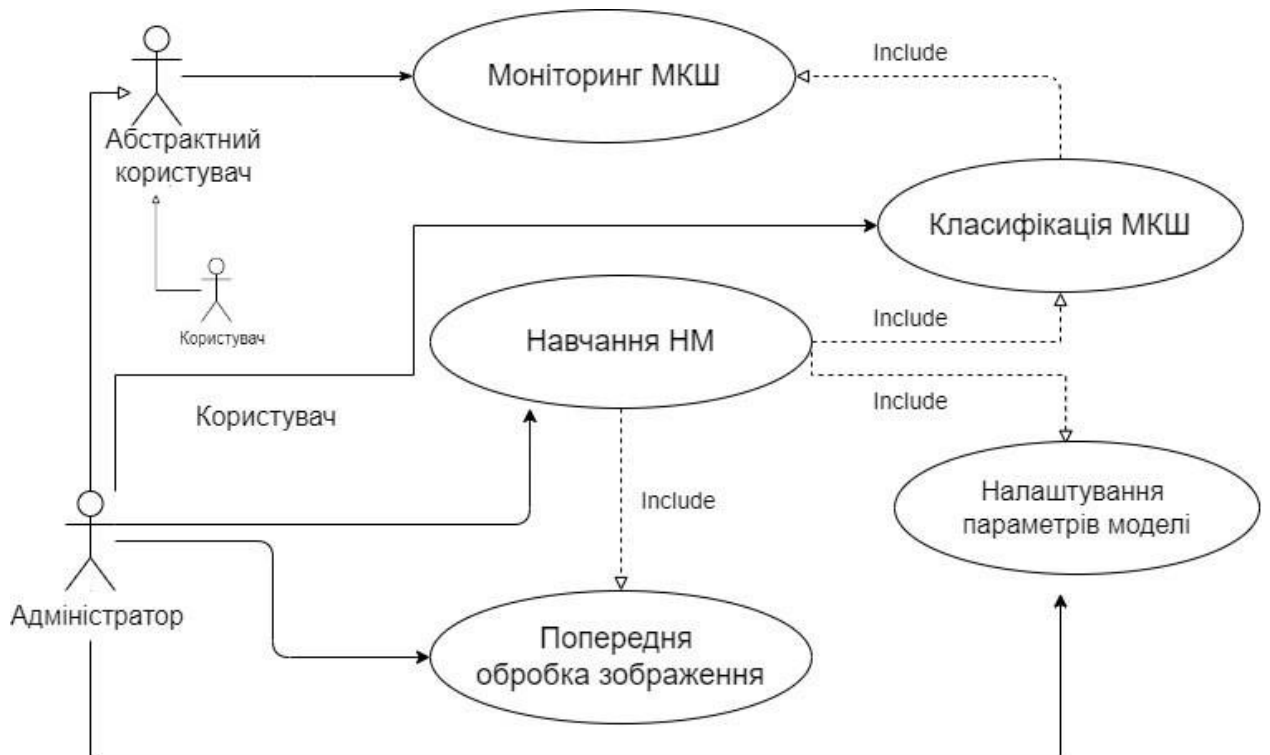 Include
Моніторинг МКШ
Абстрактний
користувач
Класифікація МКШ
Include
Користувач
Навчання НМ
Include
Користувач
Налаштування
параметрів моделі
Include
Адміністратор
Попередня
обробка зображення